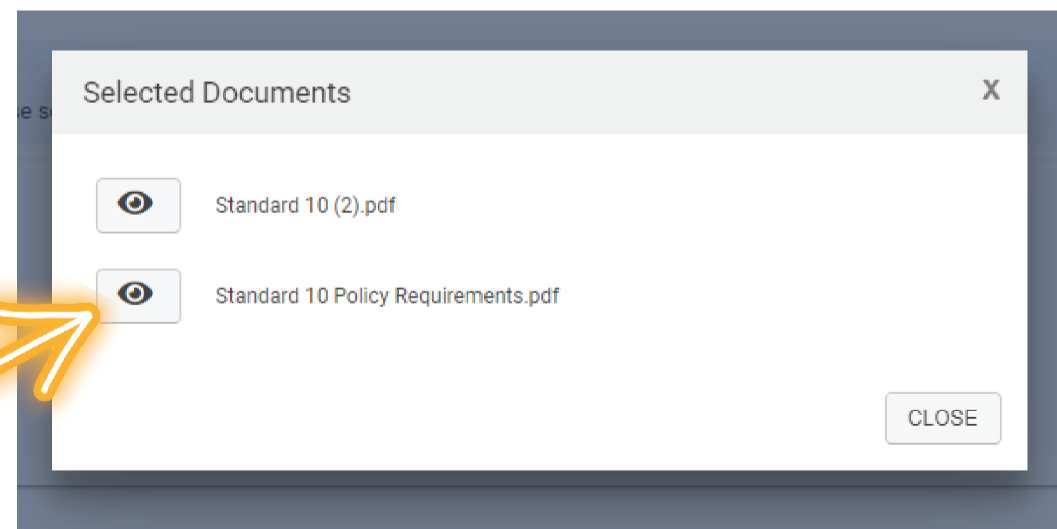 Selected Documents X
e s
Standard 10 (2).pdf
Standard 10 Policy Requirements.pdf
CLOSE